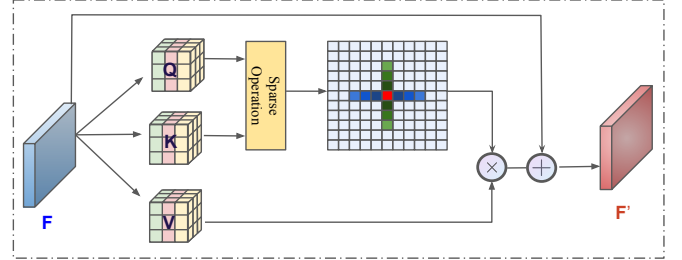 Q
Sparse
Operation
K
V
×
+
F
F'